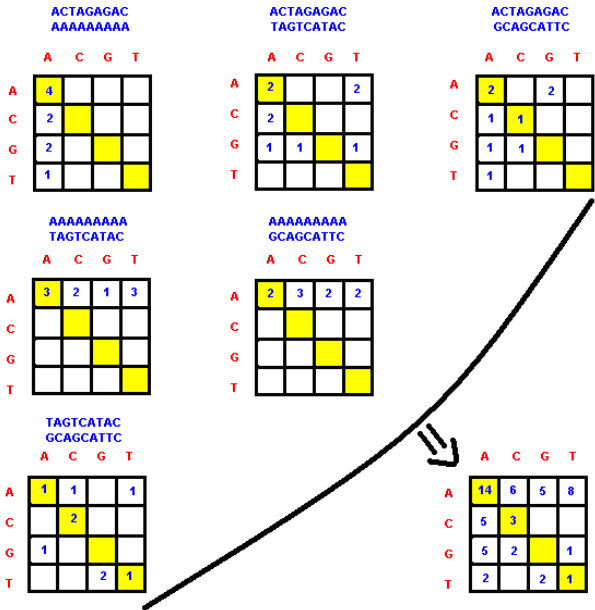 ACTAGAGAC
AAAAAAAAA
A C G T
A 4
C 2
G 2
T 1
ACTAGAGAC
TAGTCATAC
A C G T
A 2 2
C 2
G 1 1 1
T
ACTAGAGAC
GCAGCATTC
A C G T
A 2 2
C 1 1
G 1 1
T 1
AAAAAAAAA
TAGTCATAC
A C G T
A 3 2 1 3
C
G
T
AAAAAAAAA
GCAGCATTC
A C G T
A 2 3 2 2
C
G
T
TAGTCATAC
GCAGCATTC
A C G T
A 1 1 1
C 2
G 1
T 2 1
A C G T
A 14 6 5 8
C 5 3
G 5 2 1
T 2 2 1